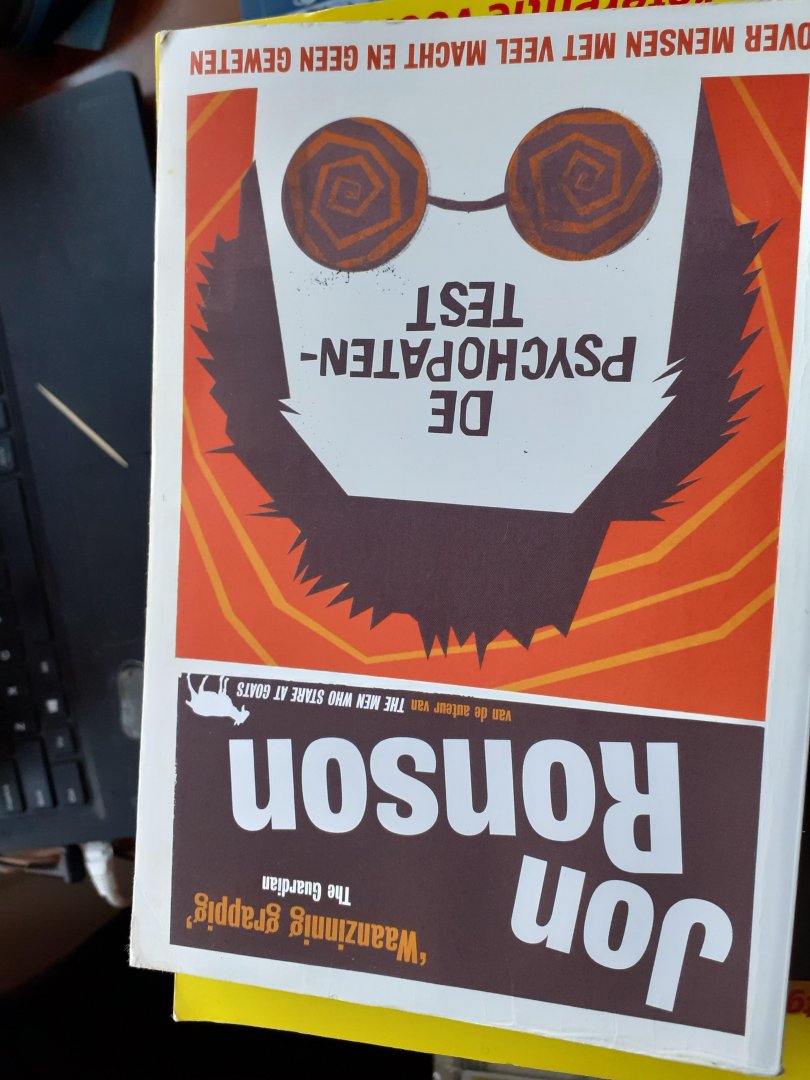 ‘Waanzinnig grappig’
The Guardian
Jon
Ronson
van de auteur van THE MEN WHO STARE AT GOATS
DE
PSYCHOPATEN-
TEST
OVER MENSEN MET VEEL MACHT EN GEEN GEWETEN